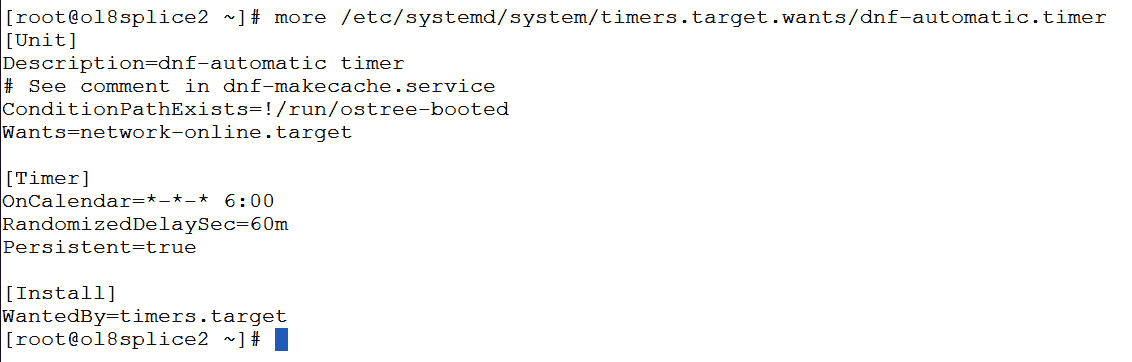 [root@ol8splice2 ~]# more /etc/systemd/system/timers.target.wants/dnf-automatic.timer
[Unit]
Description=dnf-automatic timer
# See comment in dnf-makecache.service
ConditionPathExists=!/run/ostree-booted
Wants=network-online.target

[Timer]
OnCalendar=*-*-* 6:00
RandomizedDelaySec=60m
Persistent=true

[Install]
WantedBy=timers.target
[root@ol8splice2 ~]#